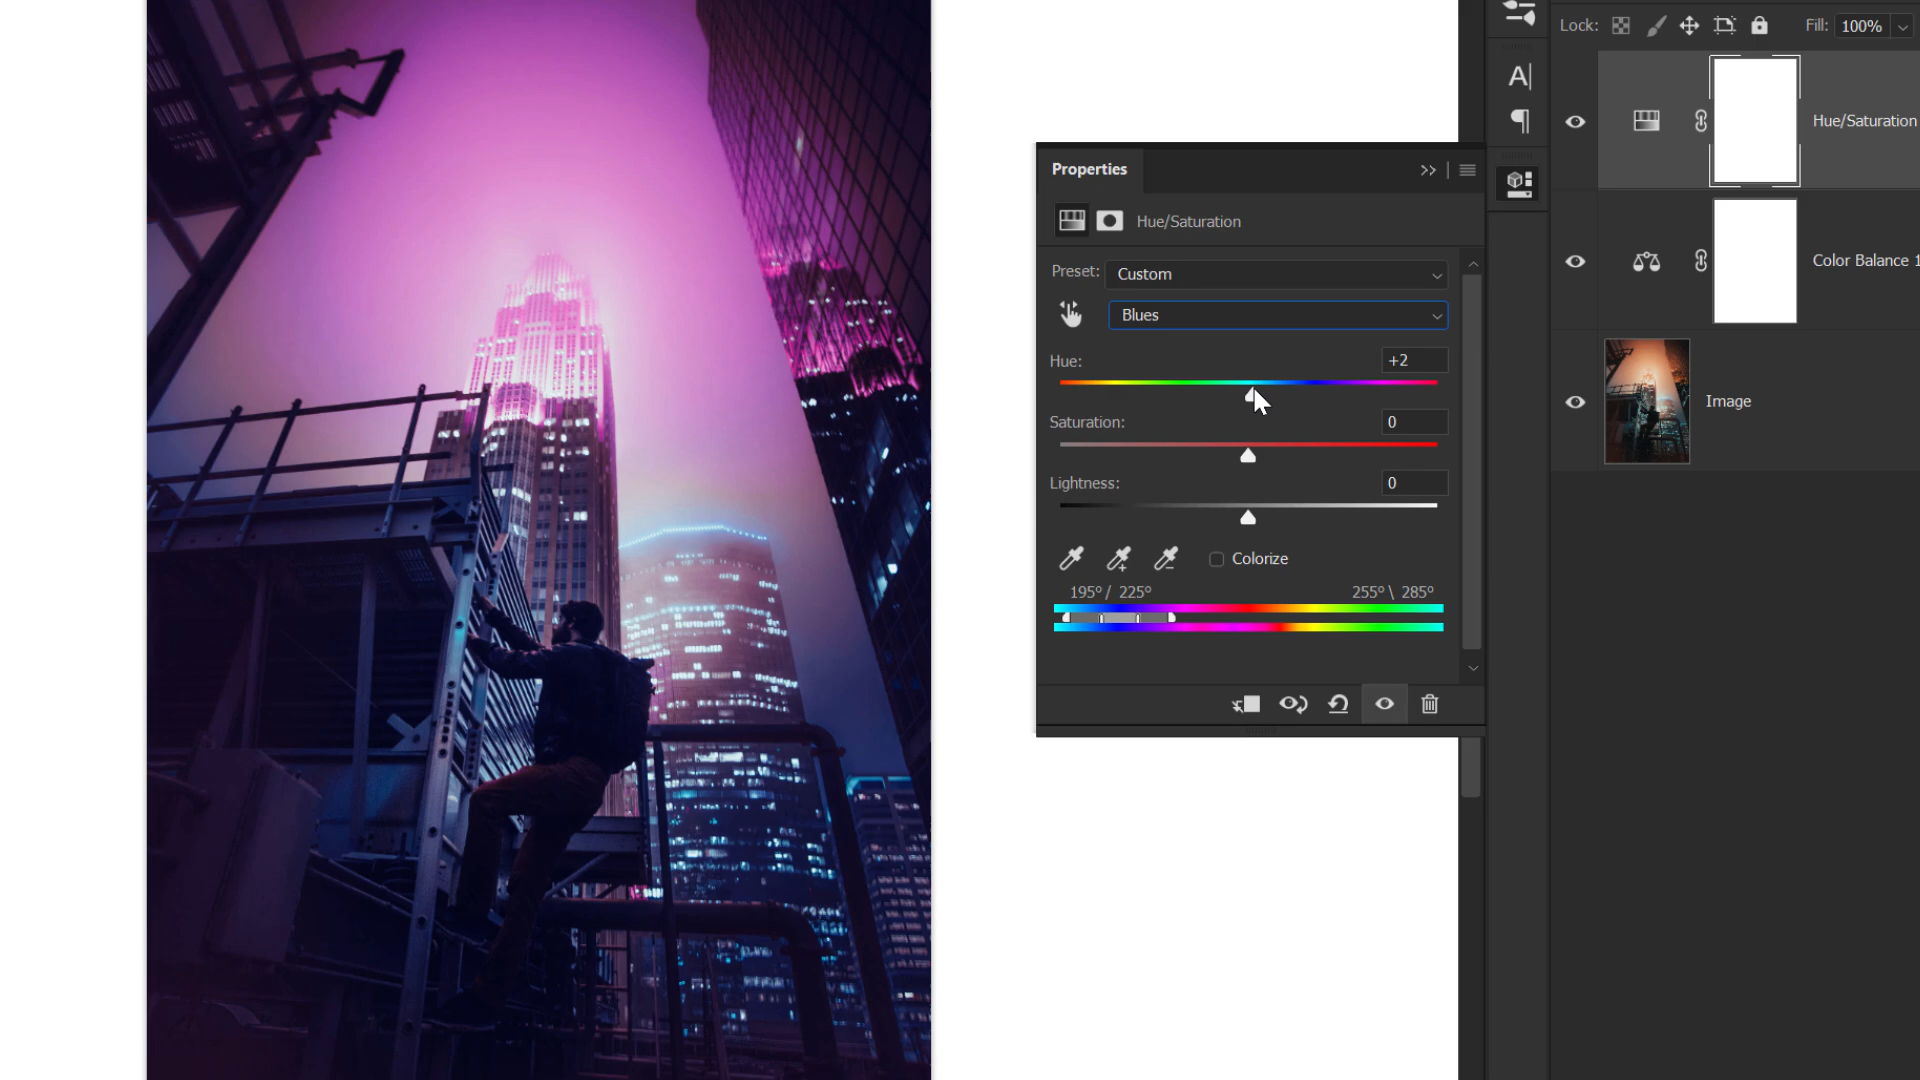 Lock:
Fill: 100%
A|
¶
Properties
Hue/Saturation
Preset: Custom
Blues
Hue: +2
Saturation: 0
Lightness: 0
Colorize
195°/ 225° 255°\ 285°
Hue/Saturation
Color Balance 1
Image